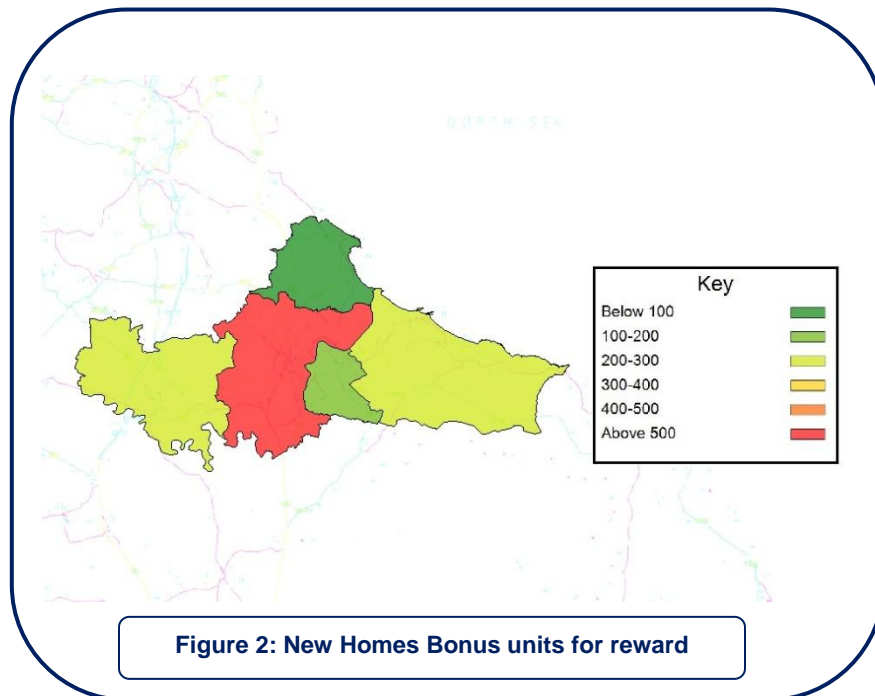 NORTH SEA
Key
Below 100
100-200
200-300
300-400
400-500
Above 500
Figure 2: New Homes Bonus units for reward